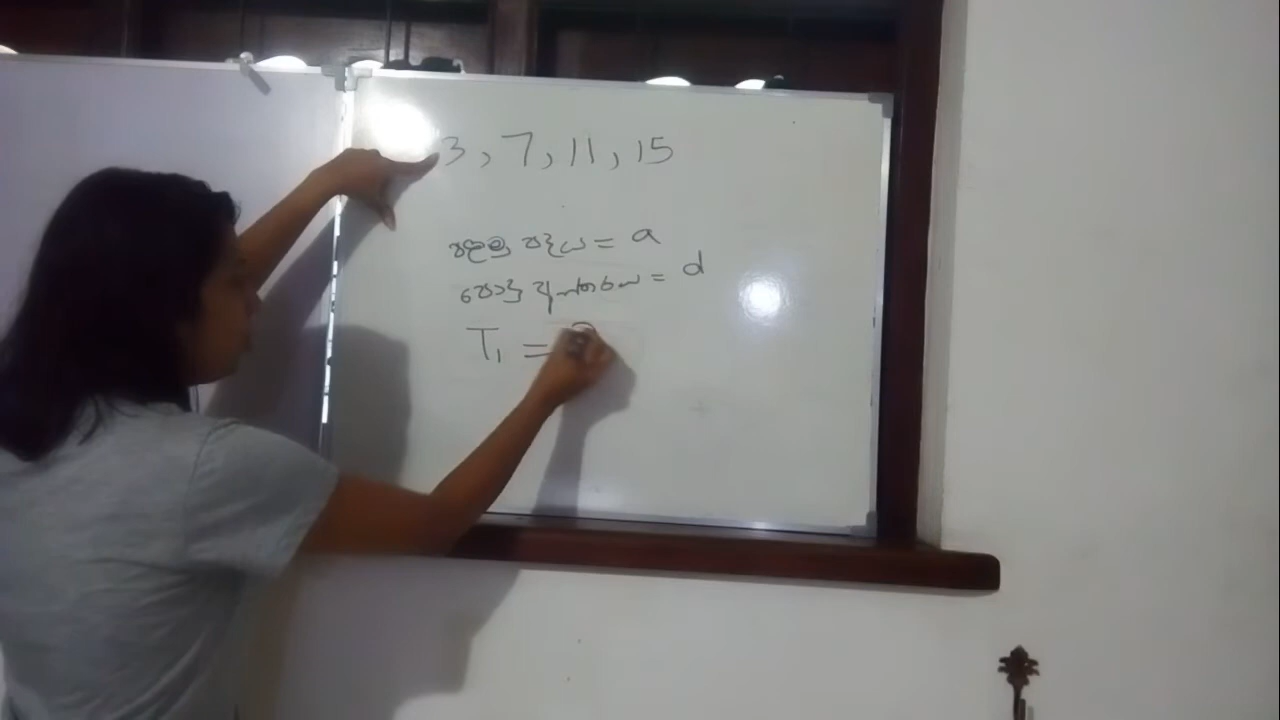 3, 7, 11, 15
පළමු පදය = a
පොදු අන්තරය = d
T₁ =